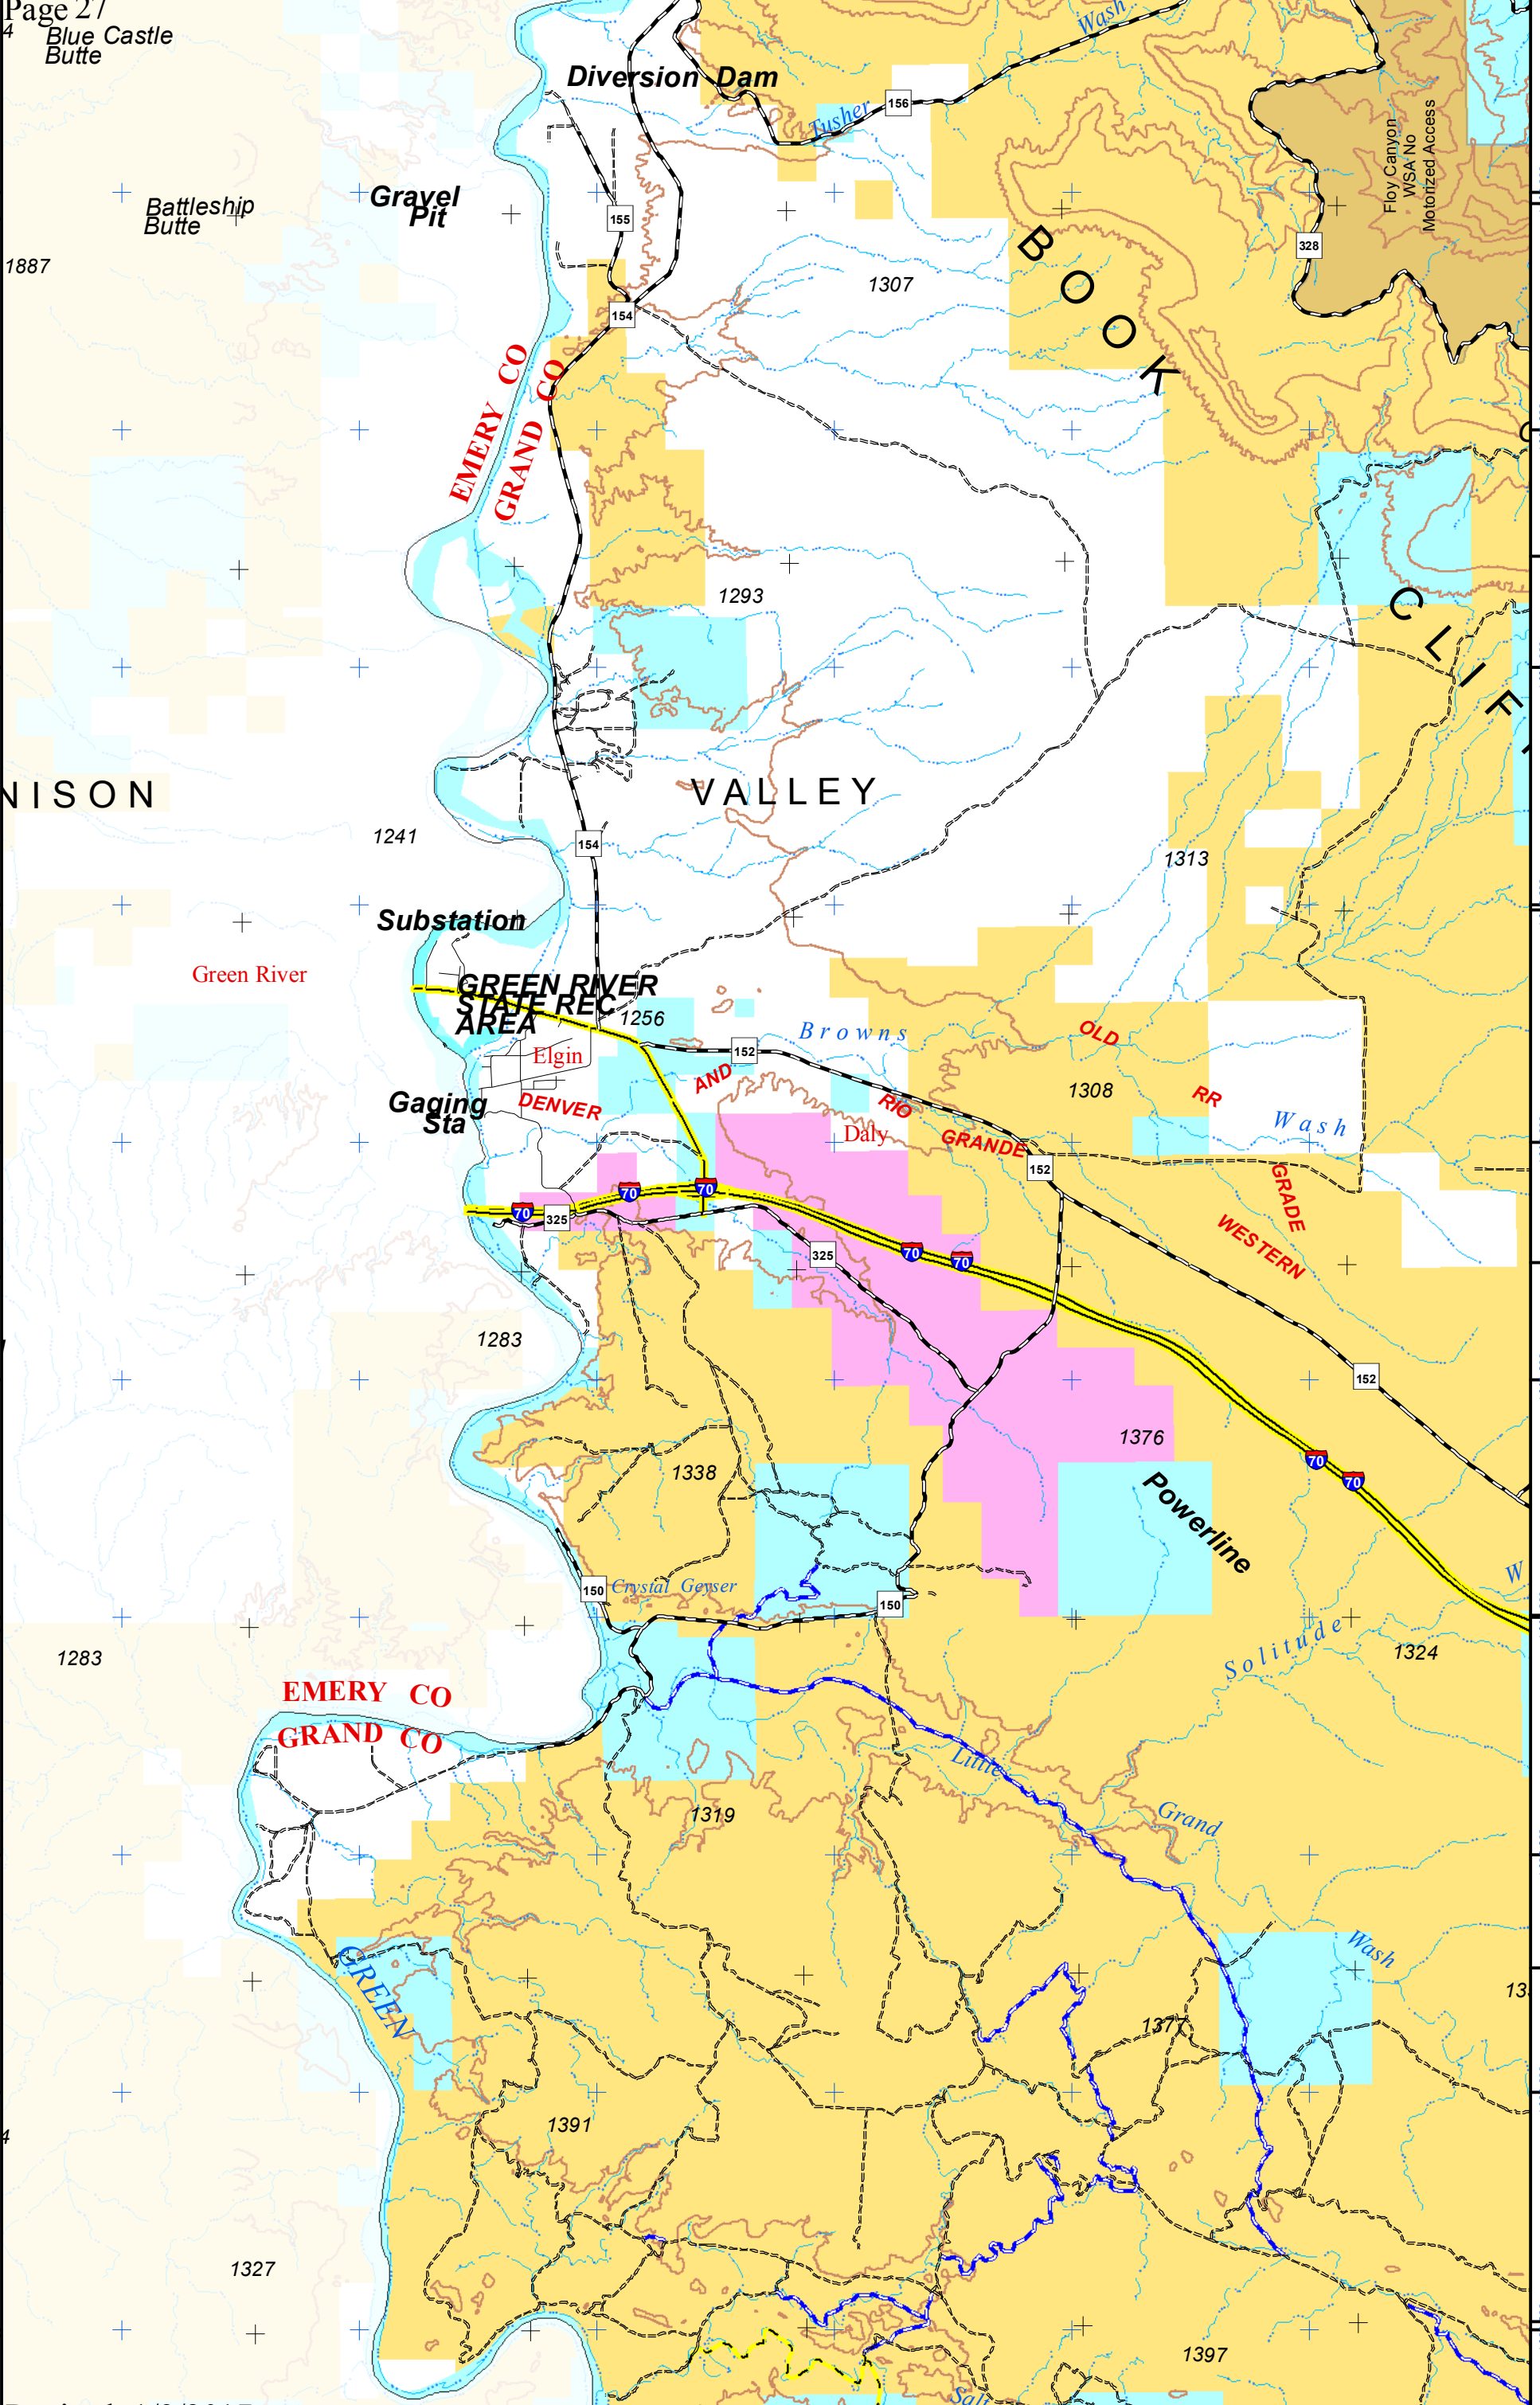 Page 27
4
Blue Castle
Butte
Diversion Dam
Wash
156
Tusher
Floy Canyon
WSA No
Motorized Access
Battleship
Butte
Gravel
Pit
155
328
1887
1307
BOOK
154
EMERY CO
GRAND CO
1293
CLIF
NISON
VALLEY
1241
154
1313
Substation
Green River
GREEN RIVER
STATE REC
AREA
1256
Browns
OLD
Elgin
152
AND
1308
RR
Gaging
Sta
DENVER
RIO
Daly
GRANDE
Wash
152
GRADE
70
70
70
325
WESTERN
325
70
70
1283
152
1376
1338
70
70
Powerline
150
Crystal Geyser
150
W
1283
Solitude
1324
EMERY CO
GRAND CO
Little
1319
Grand
Wash
GREEN
13
1377
1391
4
1327
1397
Salt